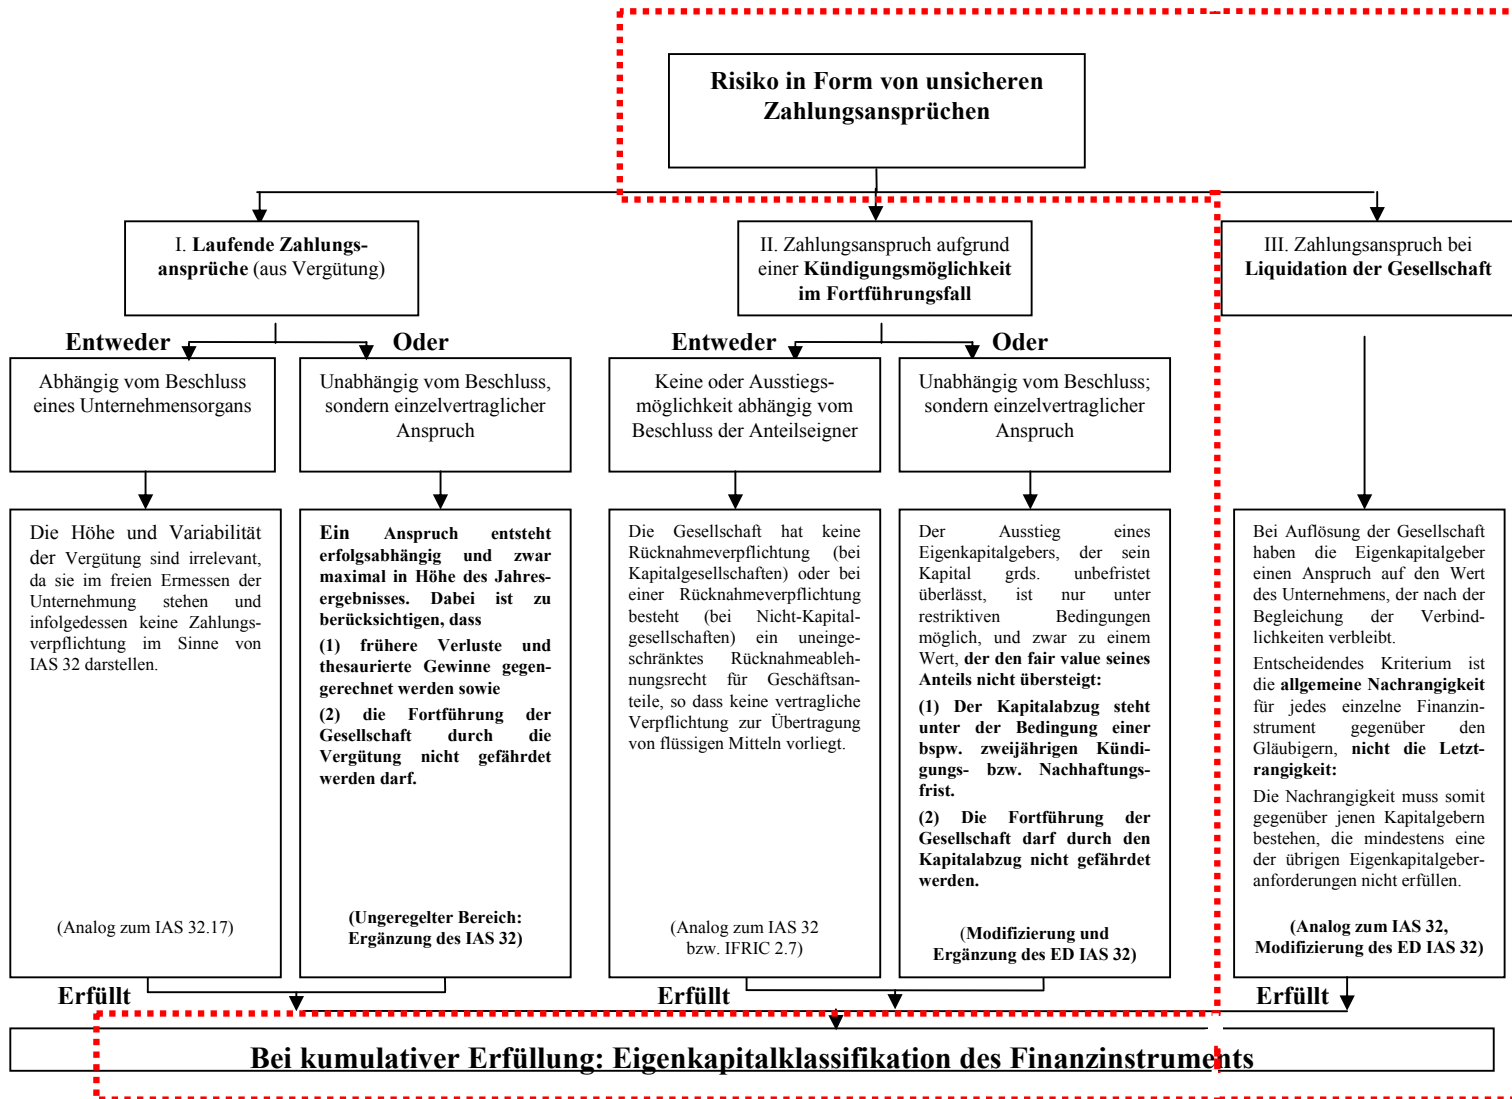 Risiko in Form von unsicheren
Zahlungsansprüchen
I. Laufende Zahlungs-
ansprüche (aus Vergütung)
II. Zahlungsanspruch aufgrund
einer Kündigungsmöglichkeit
im Fortführungsfall
III. Zahlungsanspruch bei
Liquidation der Gesellschaft
Entweder
Oder
Entweder
Oder
Abhängig vom Beschluss
eines Unternehmensorgans
Unabhängig vom Beschluss,
sondern einzelvertraglicher
Anspruch
Keine oder Ausstiegs-
möglichkeit abhängig vom
Beschluss der Anteilseigner
Unabhängig vom Beschluss;
sondern einzelvertraglicher
Anspruch
Die Höhe und Variabilität
der Vergütung sind irrelevant,
da sie im freien Ermessen der
Unternehmung stehen und
infolgedessen keine Zahlungs-
verpflichtung im Sinne von
IAS 32 darstellen.
(Analog zum IAS 32.17)
Ein Anspruch entsteht
erfolgsabhängig und zwar
maximal in Höhe des Jahres-
ergebnisses. Dabei ist zu
berücksichtigen, dass
(1) frühere Verluste und
thesaurierte Gewinne gegen-
gerechnet werden sowie
(2) die Fortführung der
Gesellschaft durch die
Vergütung nicht gefährdet
werden darf.
(Ungeregelter Bereich:
Ergänzung des IAS 32)
Die Gesellschaft hat keine
Rücknahmeverpflichtung (bei
Kapitalgesellschaften) oder bei
einer Rücknahmeverpflichtung
besteht (bei Nicht-Kapital-
gesellschaften) ein uneinge-
schränktes Rücknahmeableh-
nungsrecht für Geschäftsan-
teile, so dass keine vertragliche
Verpflichtung zur Übertragung
von flüssigen Mitteln vorliegt.
(Analog zum IAS 32
bzw. IFRIC 2.7)
Der Ausstieg eines
Eigenkapitalgebers, der sein
Kapital grds. unbefristet
überlässt, ist nur unter
restriktiven Bedingungen
möglich, und zwar zu einem
Wert, der den fair value seines
Anteils nicht übersteigt:
(1) Der Kapitalabzug steht
unter der Bedingung einer
bspw. zweijährigen Kündi-
gungs- bzw. Nachhaftungs-
frist.
(2) Die Fortführung der
Gesellschaft darf durch den
Kapitalabzug nicht gefährdet
werden.
(Modifizierung und
Ergänzung des ED IAS 32)
Bei Auflösung der Gesellschaft
haben die Eigenkapitalgeber
einen Anspruch auf den Wert
des Unternehmens, der nach der
Begleichung der Verbind-
lichkeiten verbleibt.
Entscheidendes Kriterium ist
die allgemeine Nachrangigkeit
für jedes einzelne Finanzin-
strument gegenüber den
Gläubigern, nicht die Letzt-
rangigkeit:
Die Nachrangigkeit muss somit
gegenüber jenen Kapitalgebern
bestehen, die mindestens eine
der übrigen Eigenkapitalgeber-
anforderungen nicht erfüllen.
(Analog zum IAS 32,
Modifizierung des ED IAS 32)
Erfüllt
Erfüllt
Erfüllt
Bei kumulativer Erfüllung: Eigenkapitalklassifikation des Finanzinstruments